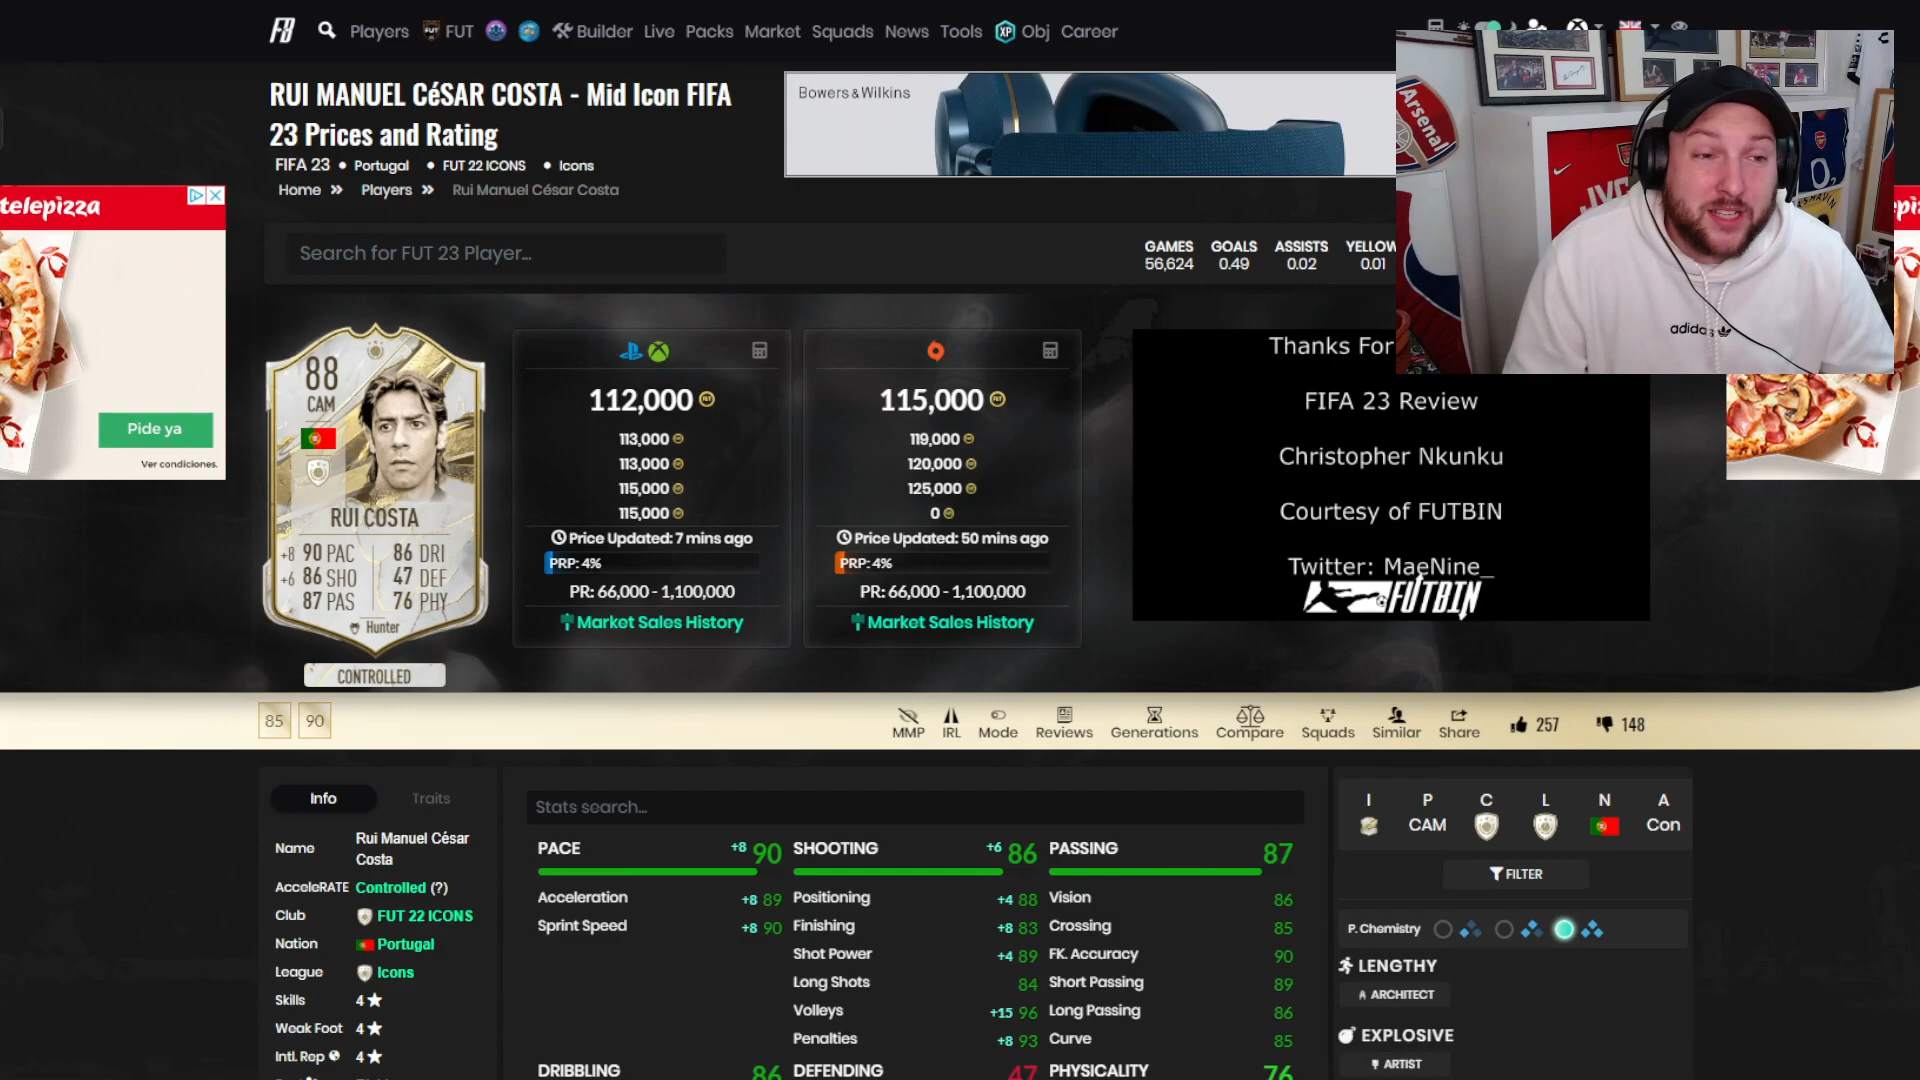 Players FUT Builder Live Packs Market Squads News Tools XP Obj Career
RUI MANUEL CéSAR COSTA - Mid Icon FIFA
23 Prices and Rating
FIFA 23 • Portugal • FUT 22 ICONS • Icons
Home » Players » Rui Manuel César Costa
Bowers & Wilkins
telepizza
Pide ya
Ver condiciones.
Search for FUT 23 Player...
GAMES GOALS ASSISTS YELLOW
56,624 0.49 0.02 0.01
Arsenal
JVC
O2
adidas
88
CAM
RUI COSTA
+8 90 PAC 86 DRI
+6 86 SHO 47 DEF
87 PAS 76 PHY
Hunter
CONTROLLED
112,000
113,000
113,000
115,000
115,000
Price Updated: 7 mins ago
PRP: 4%
PR: 66,000 - 1,100,000
Market Sales History
115,000
119,000
120,000
125,000
0
Price Updated: 50 mins ago
PRP: 4%
PR: 66,000 - 1,100,000
Market Sales History
Thanks For
FIFA 23 Review
Christopher Nkunku
Courtesy of FUTBIN
Twitter: MaeNine_
FUTBIN
85 90
MMP IRL Mode Reviews Generations Compare Squads Similar Share 257 148
Info Traits
Name Rui Manuel César
Costa
AcceleRATE Controlled (?)
Club FUT 22 ICONS
Nation Portugal
League Icons
Skills 4
Weak Foot 4
Intl. Rep 4
Stats search...
PACE +8 90
Acceleration +8 89
Sprint Speed +8 90
SHOOTING +6 86
Positioning +4 88
Finishing +8 83
Shot Power +4 89
Long Shots 84
Volleys +15 96
Penalties +8 93
PASSING 87
Vision 86
Crossing 85
FK. Accuracy 90
Short Passing 89
Long Passing 86
Curve 85
DRIBBLING 86 DEFENDING 47 PHYSICALITY 76
I P C L N A
CAM Con
FILTER
P. Chemistry
LENGTHY
ARCHITECT
EXPLOSIVE
ARTIST